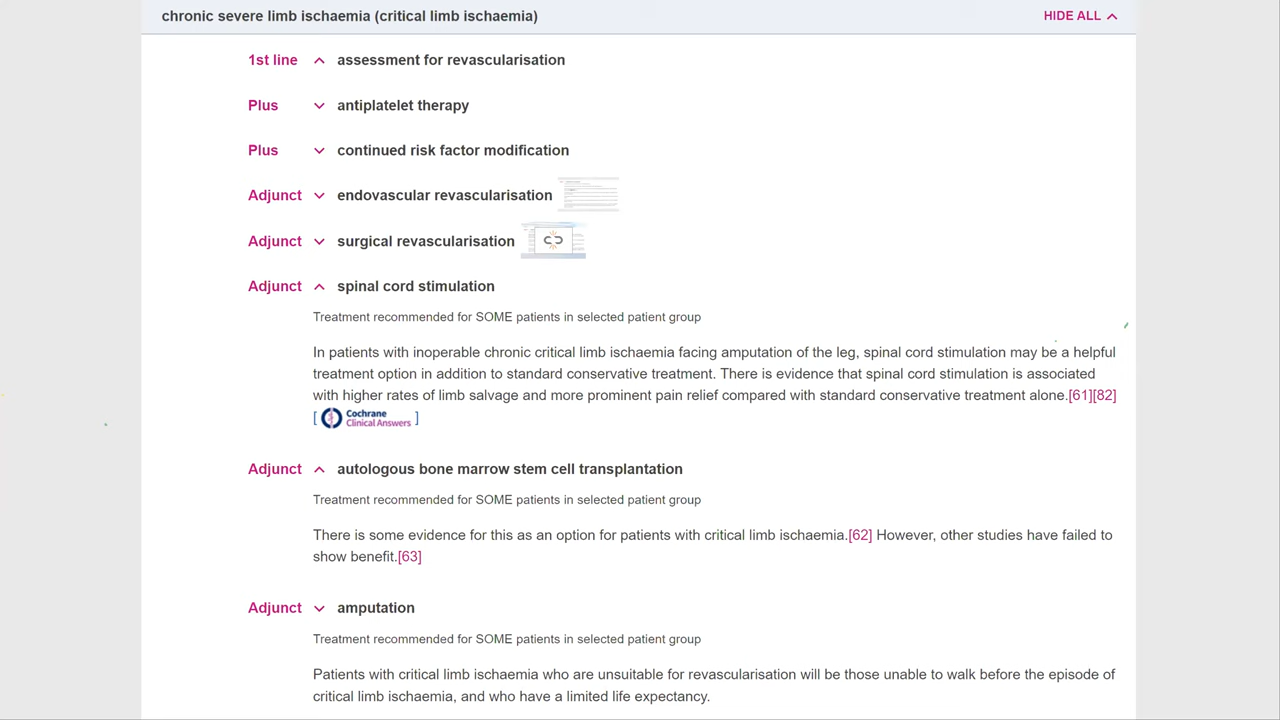 chronic severe limb ischaemia (critical limb ischaemia) HIDE ALL
1st line assessment for revascularisation
Plus antiplatelet therapy
Plus continued risk factor modification
Adjunct endovascular revascularisation
Adjunct surgical revascularisation
Adjunct spinal cord stimulation
Treatment recommended for SOME patients in selected patient group
In patients with inoperable chronic critical limb ischaemia facing amputation of the leg, spinal cord stimulation may be a helpful
treatment option in addition to standard conservative treatment. There is evidence that spinal cord stimulation is associated
with higher rates of limb salvage and more prominent pain relief compared with standard conservative treatment alone.[61][82]
[ Cochrane
Clinical Answers ]
Adjunct autologous bone marrow stem cell transplantation
Treatment recommended for SOME patients in selected patient group
There is some evidence for this as an option for patients with critical limb ischaemia.[62] However, other studies have failed to
show benefit.[63]
Adjunct amputation
Treatment recommended for SOME patients in selected patient group
Patients with critical limb ischaemia who are unsuitable for revascularisation will be those unable to walk before the episode of
critical limb ischaemia, and who have a limited life expectancy.